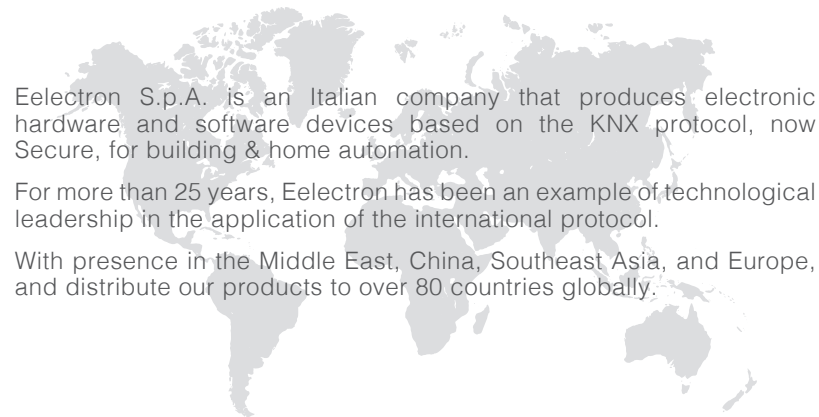 Eelectron S.p.A. is an Italian company that produces electronic
hardware and software devices based on the KNX protocol, now
Secure, for building & home automation.
For more than 25 years, Eelectron has been an example of technological
leadership in the application of the international protocol.
With presence in the Middle East, China, Southeast Asia, and Europe,
and distribute our products to over 80 countries globally.